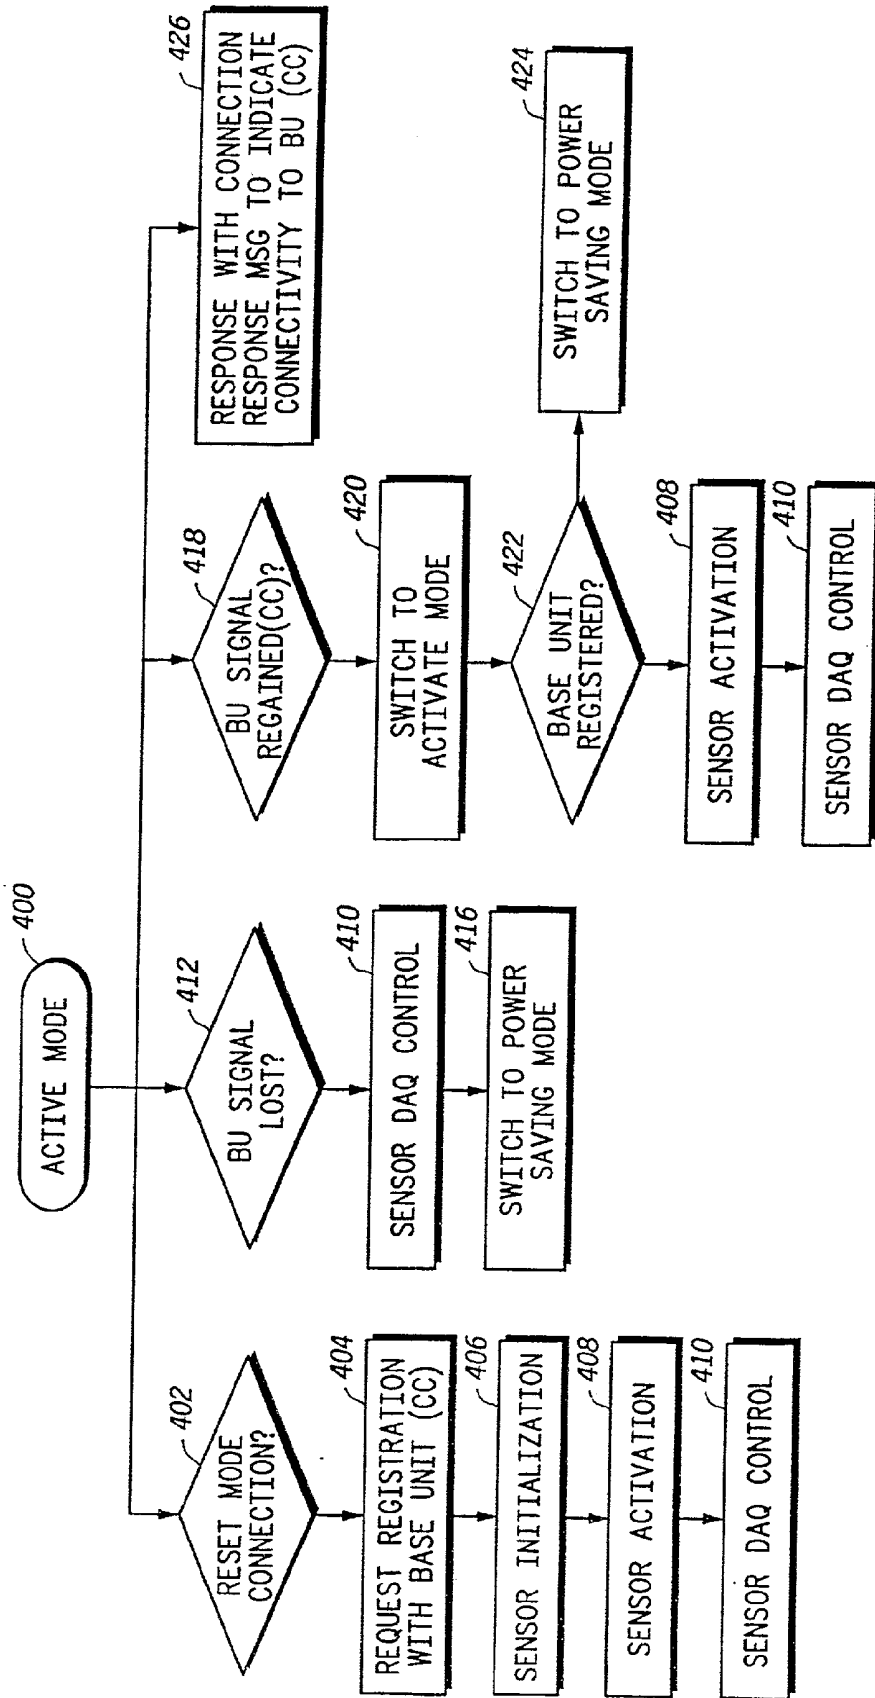 ACTIVE MODE
400
RESET MODE
CONNECTION?
402
REQUEST REGISTRATION
WITH BASE UNIT (CC)
404
SENSOR INITIALIZATION
406
SENSOR ACTIVATION
408
SENSOR DAQ CONTROL
410
BU SIGNAL
LOST?
412
SENSOR DAQ CONTROL
410
SWITCH TO POWER
SAVING MODE
416
BU SIGNAL
REGAINED(CC)?
418
SWITCH TO
ACTIVATE MODE
420
BASE UNIT
REGISTERED?
422
SWITCH TO POWER
SAVING MODE
424
SENSOR ACTIVATION
408
SENSOR DAQ CONTROL
410
RESPONSE WITH CONNECTION
RESPONSE MSG TO INDICATE
CONNECTIVITY TO BU (CC)
426